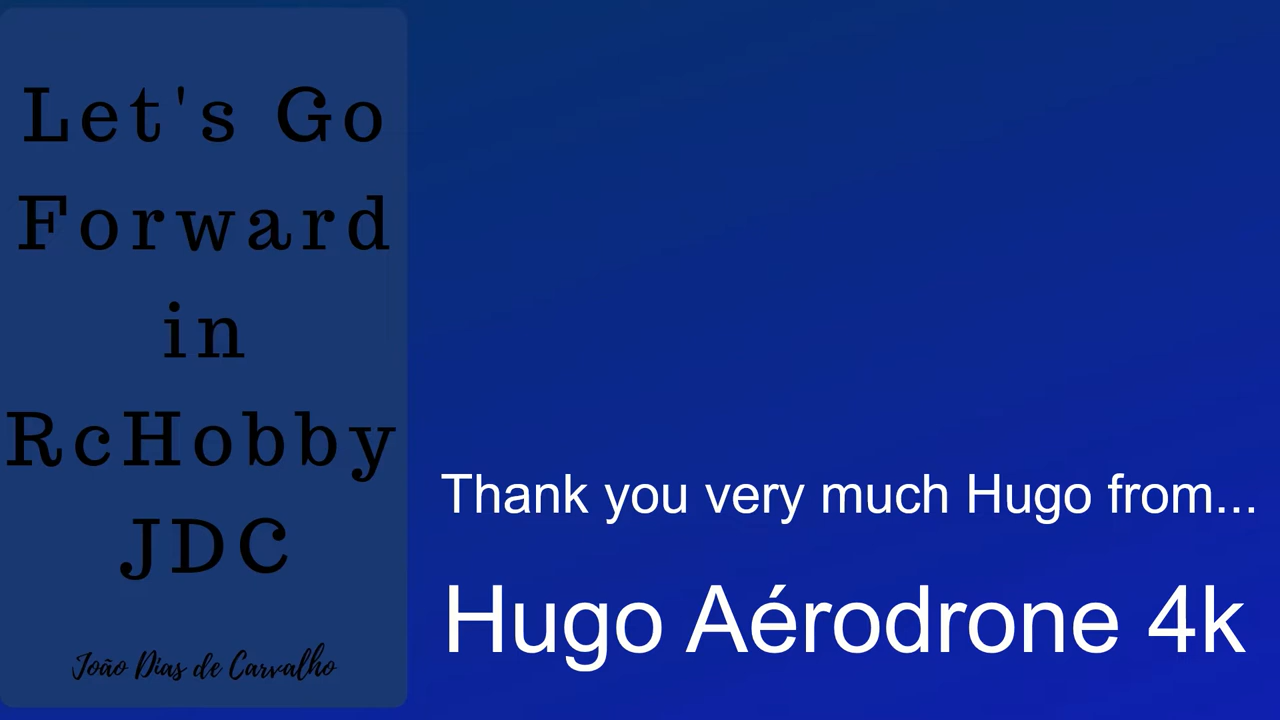 Let's Go
Forward
in
RcHobby
JDC
João Dias de Carvalho
Thank you very much Hugo from...
Hugo Aérodrone 4k